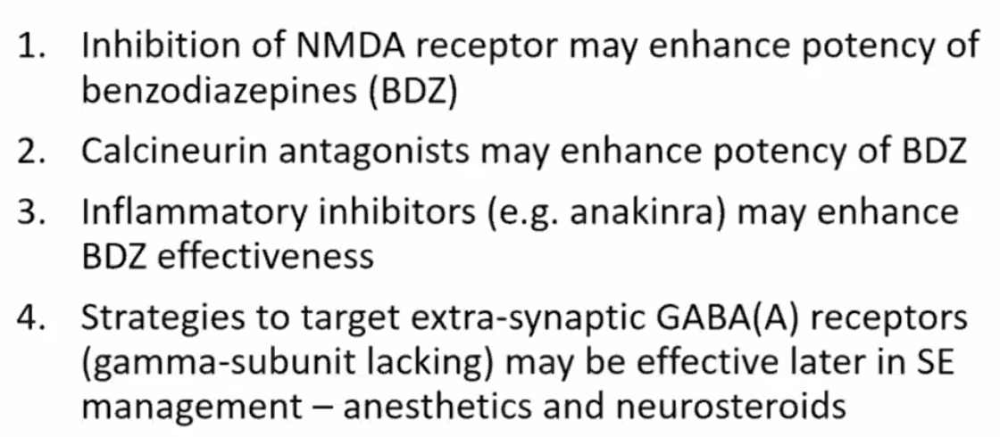 1. Inhibition of NMDA receptor may enhance potency of
benzodiazepines (BDZ)
2. Calcineurin antagonists may enhance potency of BDZ
3. Inflammatory inhibitors (e.g. anakinra) may enhance
BDZ effectiveness
4. Strategies to target extra-synaptic GABA(A) receptors
(gamma-subunit lacking) may be effective later in SE
management – anesthetics and neurosteroids